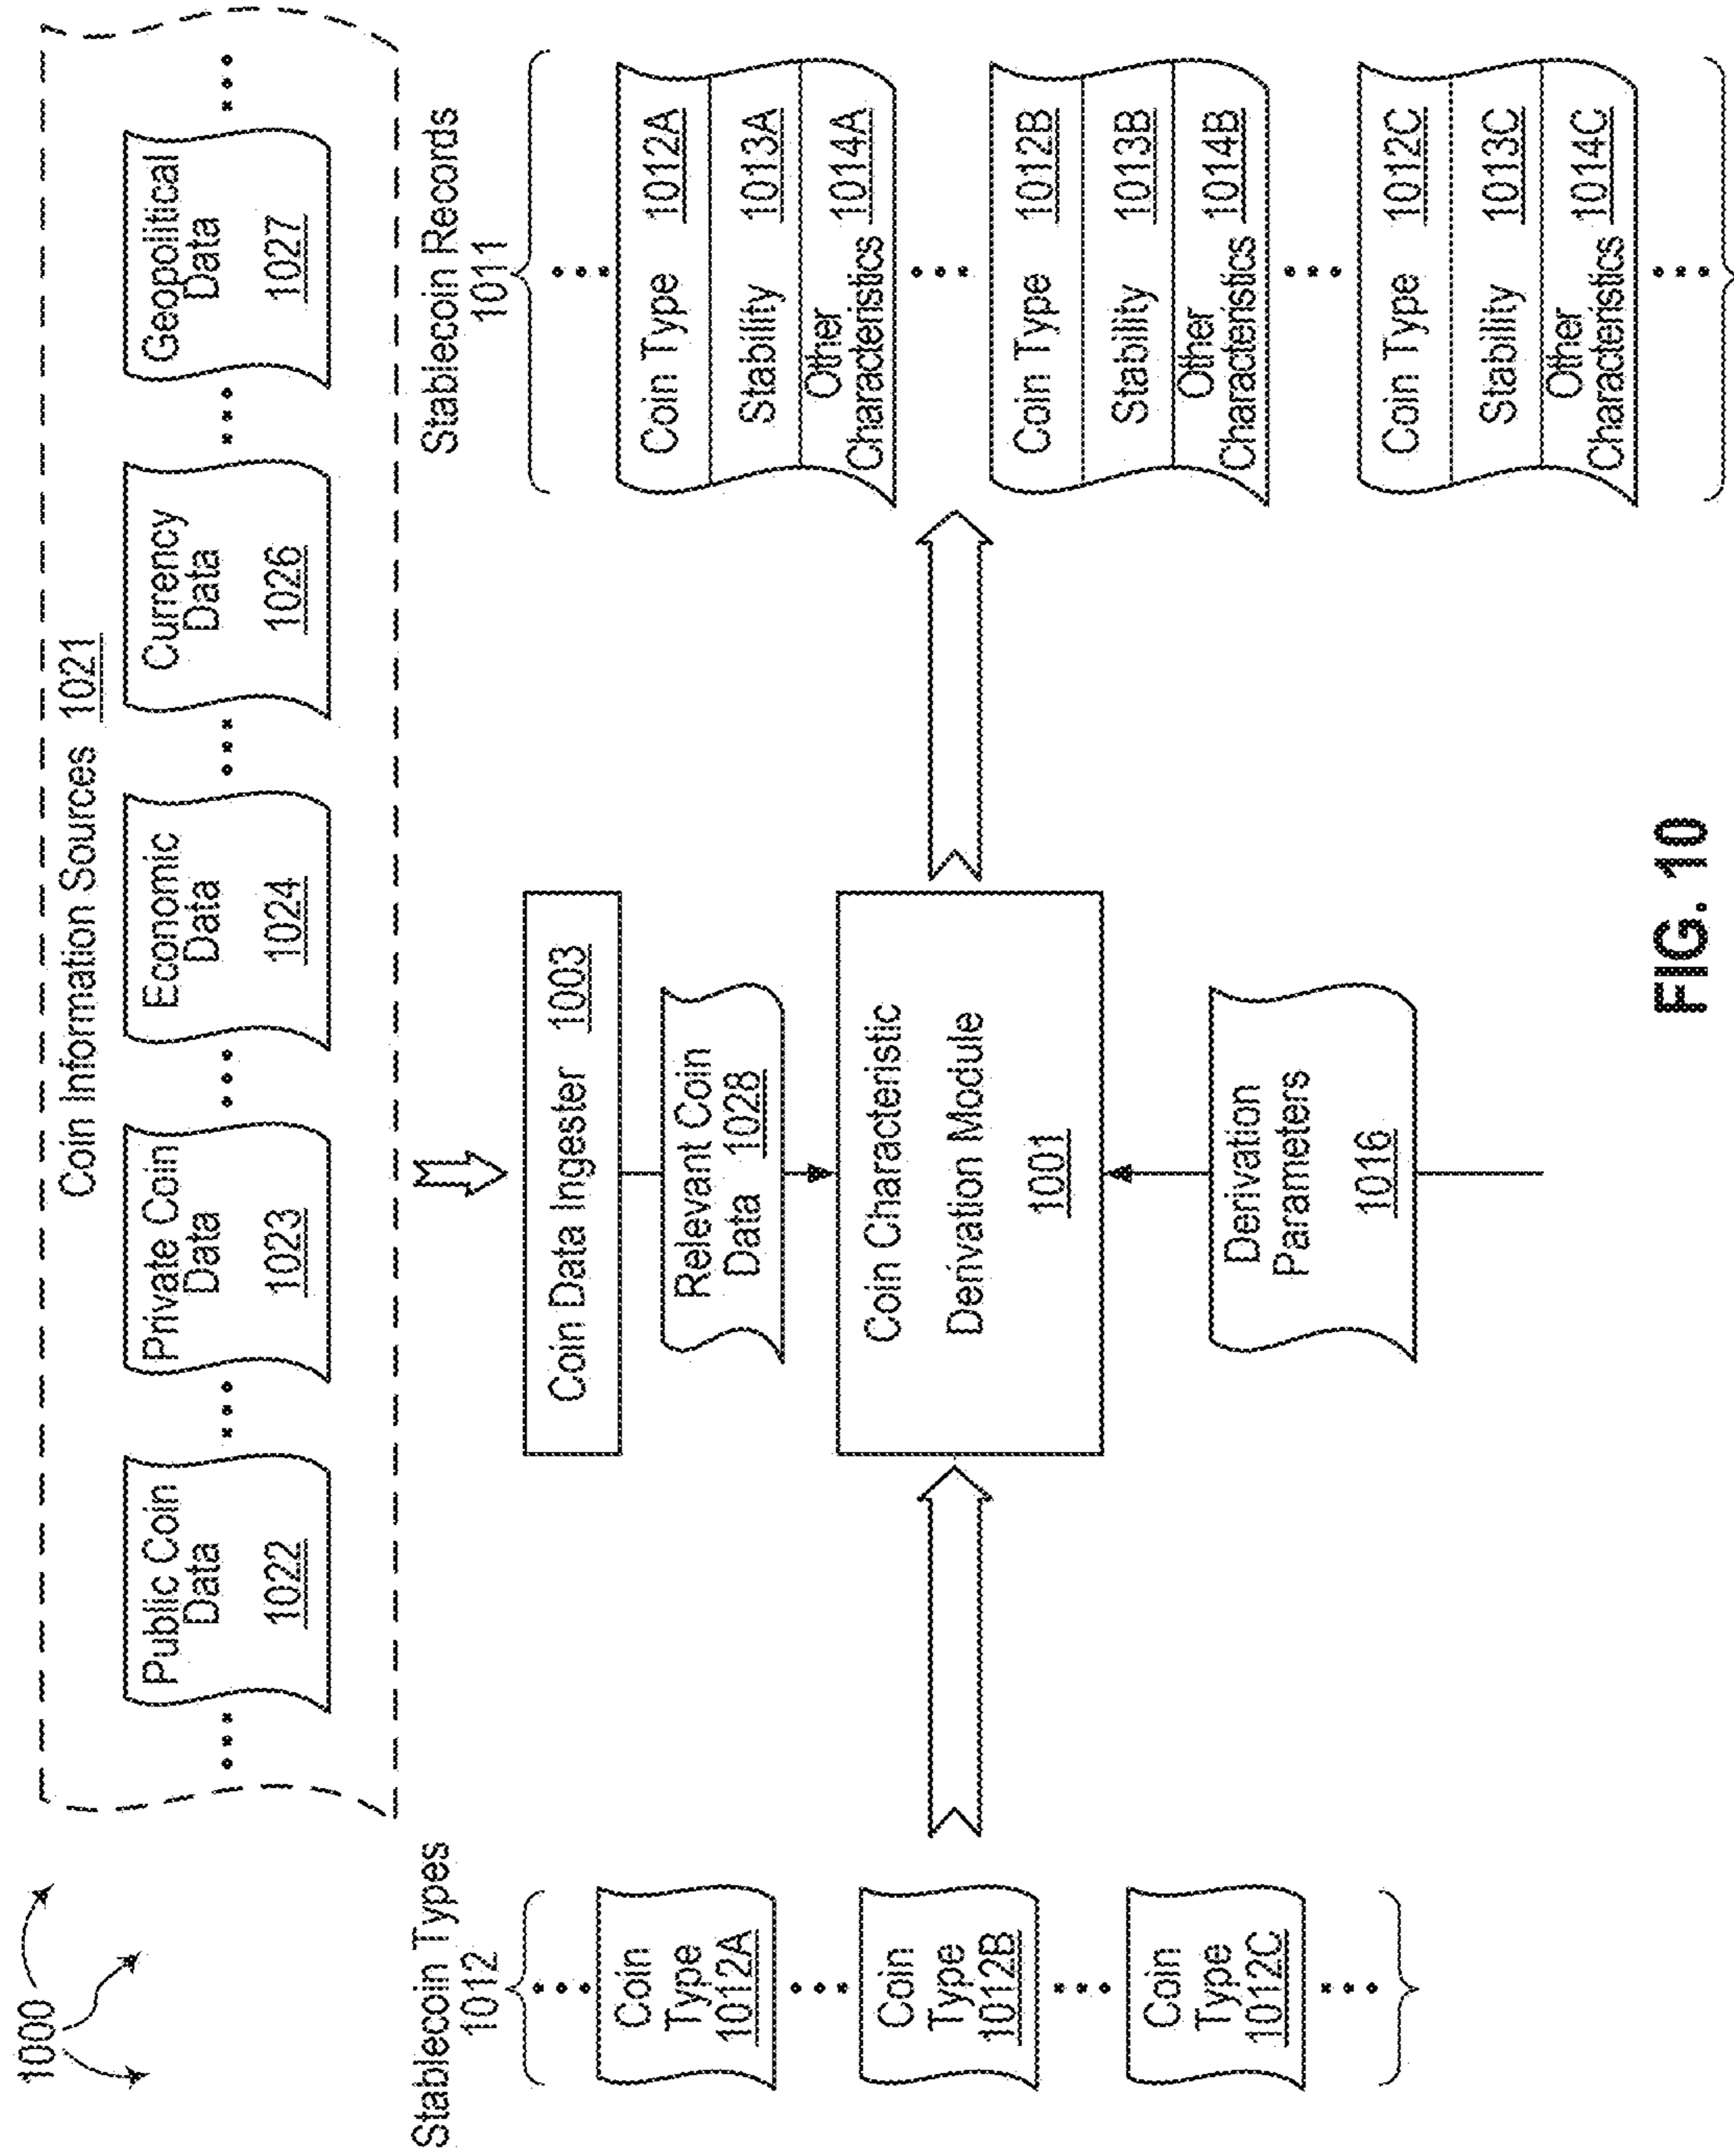 1000
Coin Information Sources 1021
Public Coin
Data
1022
Private Coin
Data
1023
Economic
Data
1024
Currency
Data
1026
Geopolitical
Data
1027
Stablecoin Types
1012
Coin
Type
1012A
Coin
Type
1012B
Coin
Type
1012C
Coin Data Ingester 1003
Relevant Coin
Data 1028
Coin Characteristic
Derivation Module
1001
Derivation
Parameters
1016
Stablecoin Records
1011
Coin Type 1012A
Stability 1013A
Other
Characteristics 1014A
Coin Type 1012B
Stability 1013B
Other
Characteristics 1014B
Coin Type 1012C
Stability 1013C
Other
Characteristics 1014C
FIG. 10